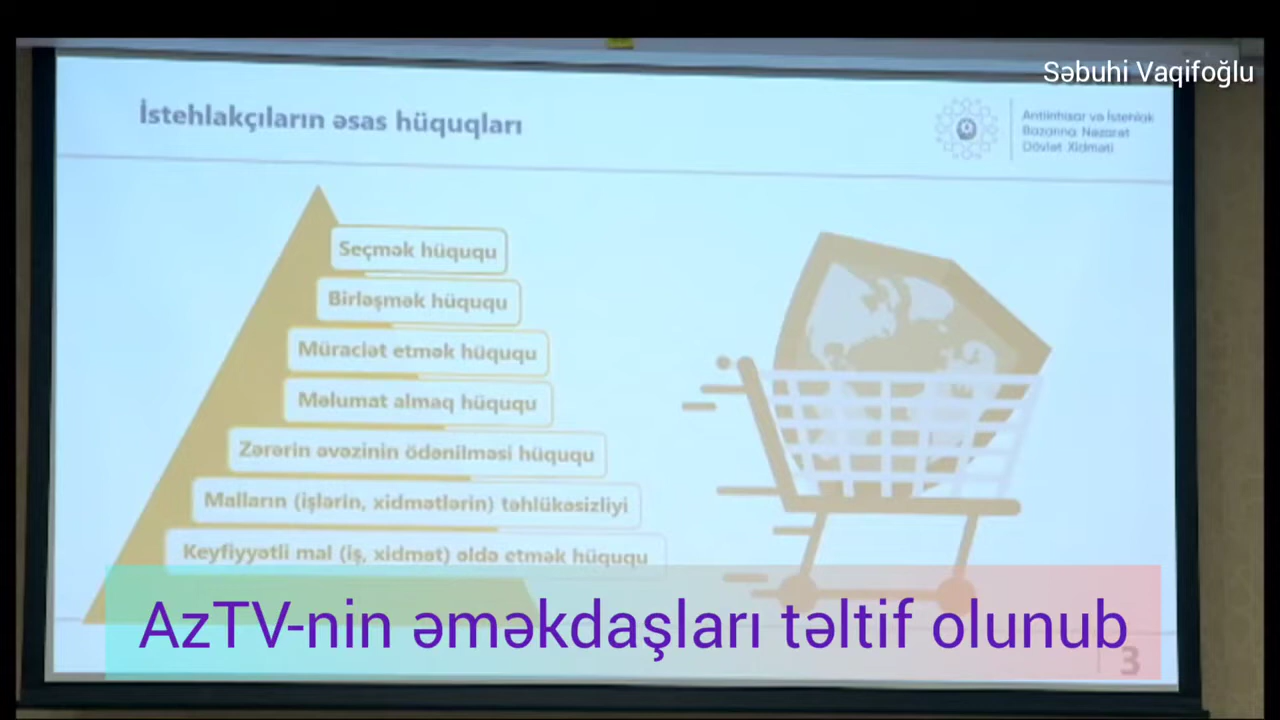 Səbuhi Vaqifoğlu
İstehlakçıların əsas hüquqları
Antiinhisar və İstehlak
Bazarına Nəzarət
Dövlət Xidməti
Seçmək hüququ
Birləşmək hüququ
Müraciət etmək hüququ
Məlumat almaq hüququ
Zərərin əvəzinin ödənilməsi hüququ
Malların (işlərin, xidmətlərin) təhlükəsizliyi
Keyfiyyətli mal (iş, xidmət) əldə etmək hüququ
AzTV-nin əməkdaşları təltif olunub
3